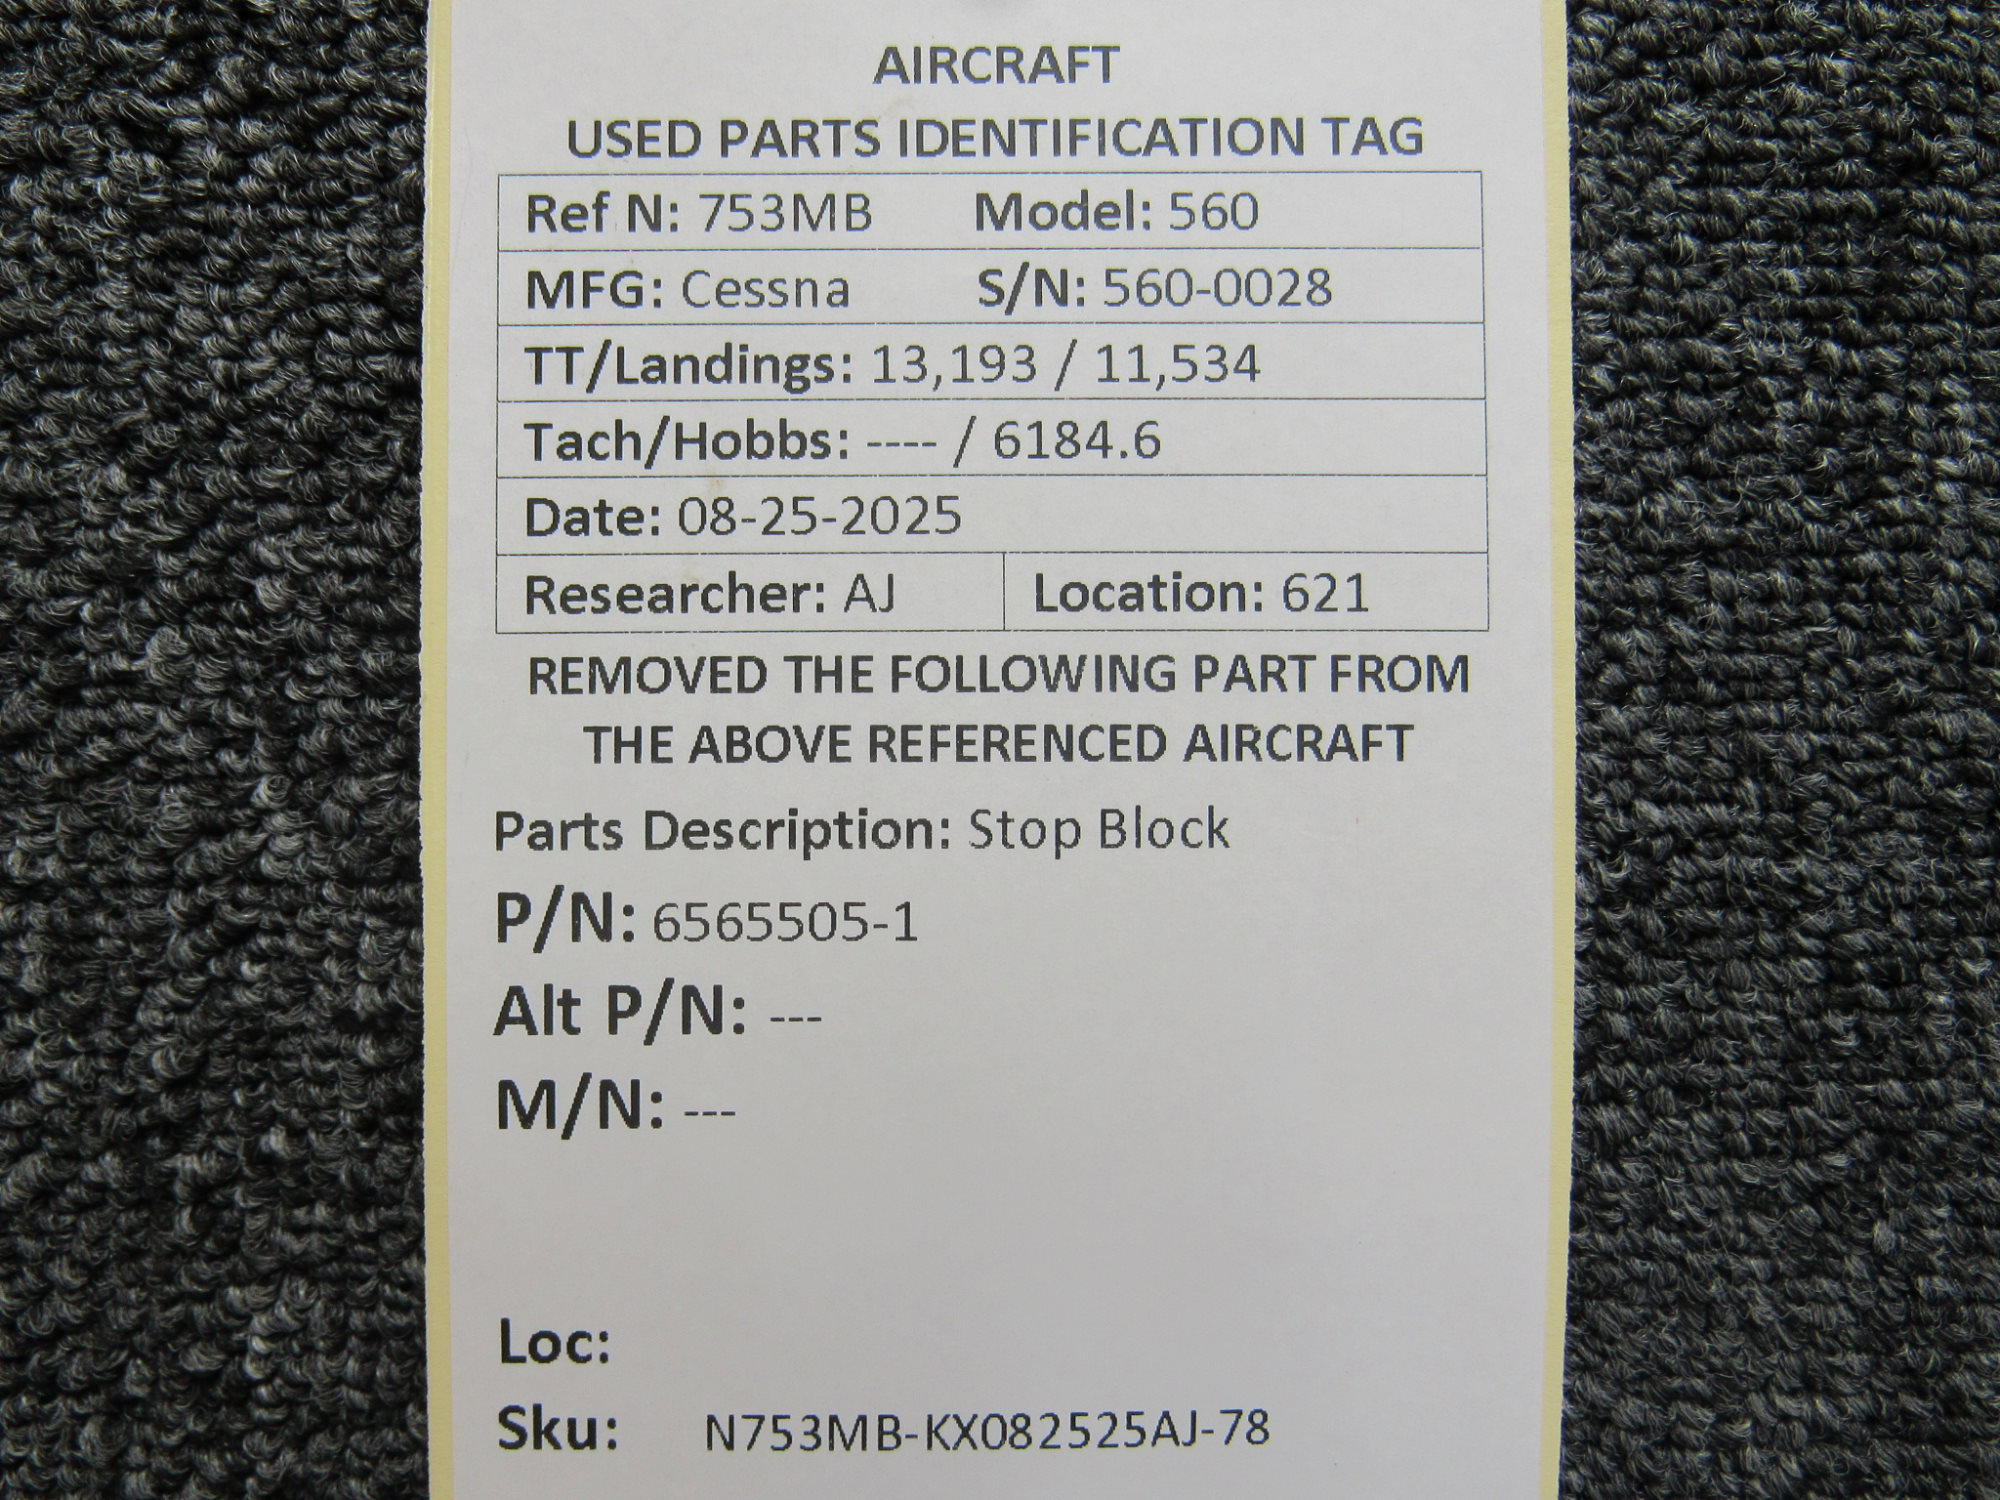 AIRCRAFT
USED PARTS IDENTIFICATION TAG
Ref N: 753MB Model: 560
MFG: Cessna S/N: 560-0028
TT/Landings: 13,193 / 11,534
Tach/Hobbs: ---- / 6184.6
Date: 08-25-2025
Researcher: AJ Location: 621
REMOVED THE FOLLOWING PART FROM
THE ABOVE REFERENCED AIRCRAFT
Parts Description: Stop Block
P/N: 6565505-1
Alt P/N: ---
M/N: ---
Loc:
Sku: N753MB-KX082525AJ-78